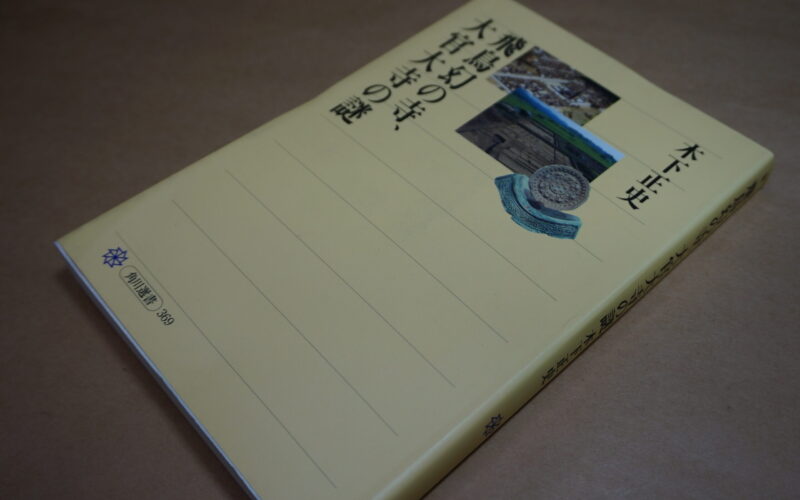 飛鳥幻の寺、
大官大寺の謎
木下正史
角川選書
369